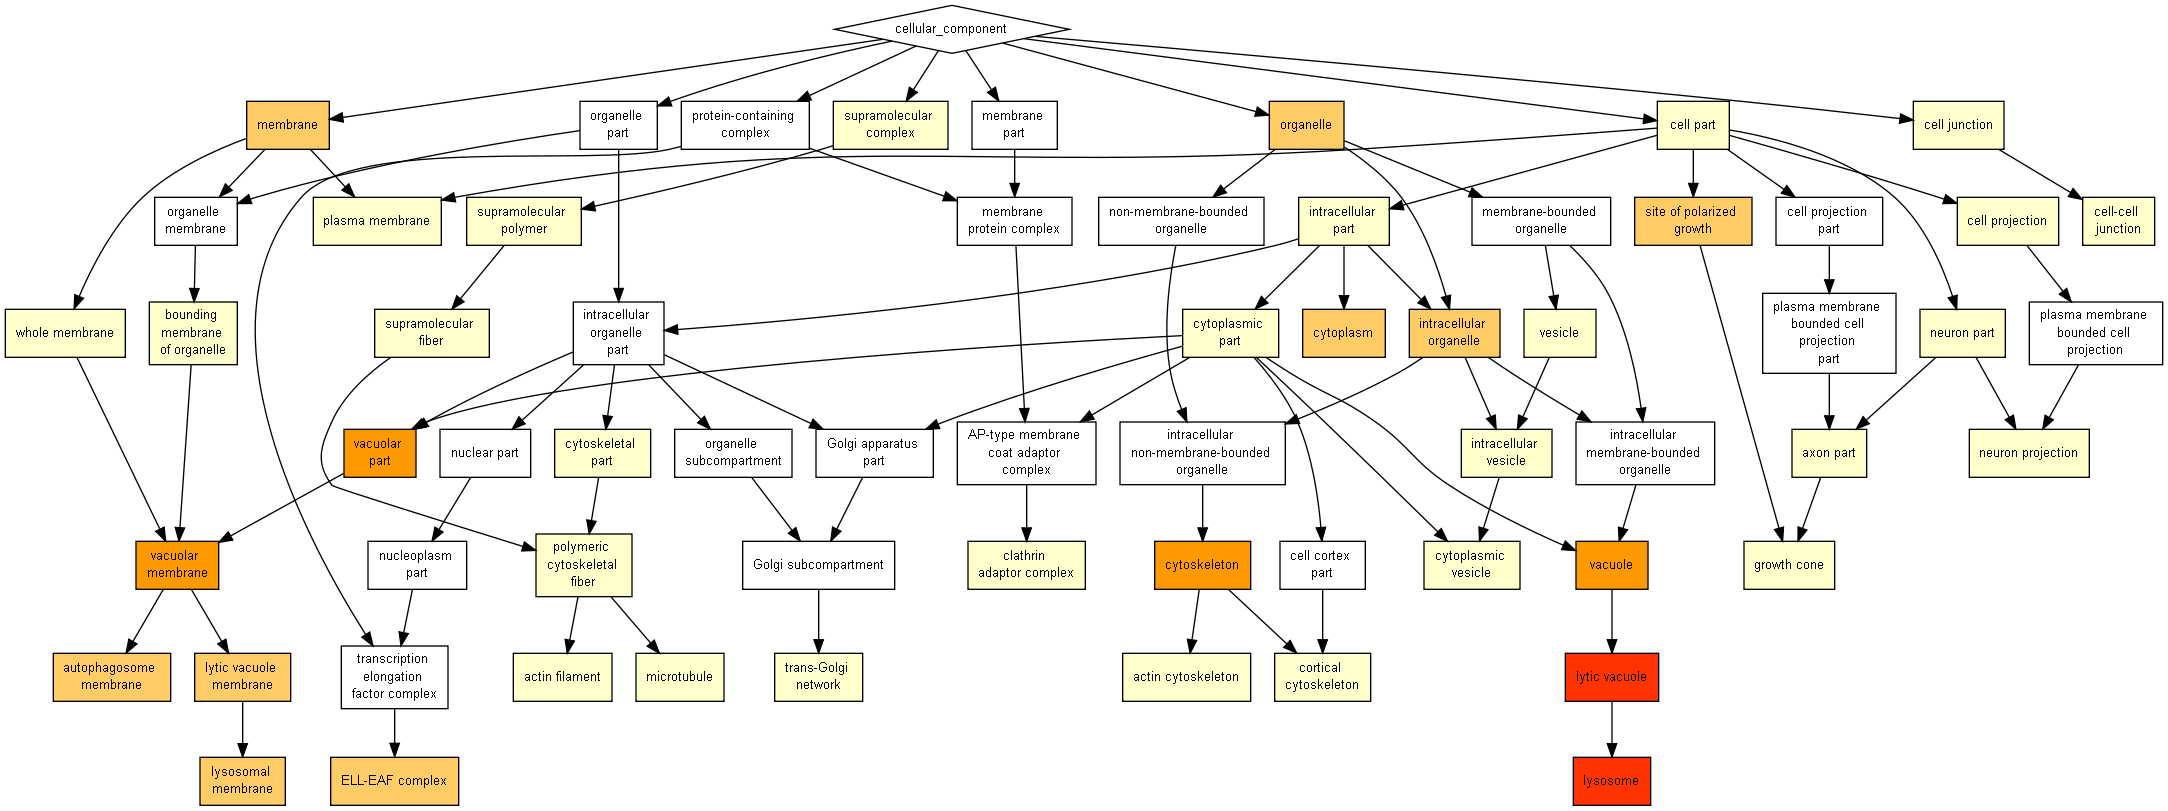 cellular_component
membrane
organelle
part
protein-containing
complex
supramolecular
complex
membrane
part
organelle
cell part
cell junction
organelle
membrane
plasma membrane
supramolecular
polymer
membrane
protein complex
non-membrane-bounded
organelle
intracellular
part
membrane-bounded
organelle
site of polarized
growth
cell projection
part
cell projection
cell-cell
junction
whole membrane
bounding
membrane
of organelle
supramolecular
fiber
intracellular
organelle
part
cytoplasmic
part
cytoplasm
intracellular
organelle
vesicle
plasma membrane
bounded cell
projection
part
neuron part
plasma membrane
bounded cell
projection
vacuolar
part
nuclear part
cytoskeletal
part
organelle
subcompartment
Golgi apparatus
part
AP-type membrane
coat adaptor
complex
intracellular
non-membrane-bounded
organelle
intracellular
vesicle
intracellular
membrane-bounded
organelle
axon part
neuron projection
vacuolar
membrane
nucleoplasm
part
polymeric
cytoskeletal
fiber
Golgi subcompartment
clathrin
adaptor complex
cytoskeleton
cell cortex
part
cytoplasmic
vesicle
vacuole
growth cone
autophagosome
membrane
lytic vacuole
membrane
transcription
elongation
factor complex
actin filament
microtubule
trans-Golgi
network
actin cytoskeleton
cortical
cytoskeleton
lytic vacuole
lysosomal
membrane
ELL-EAF complex
lysosome